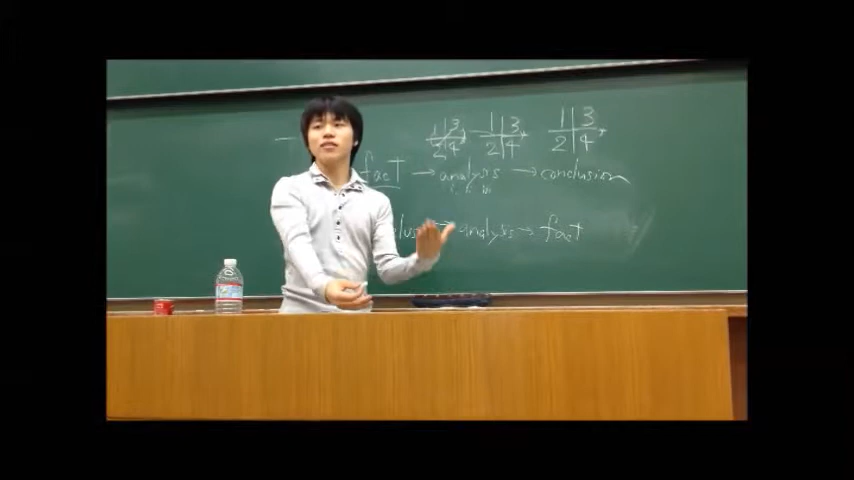 1 3 1 3 1 3
2 4 2 4 2 4
fact → analysis → conclusion
→ analysis → fact